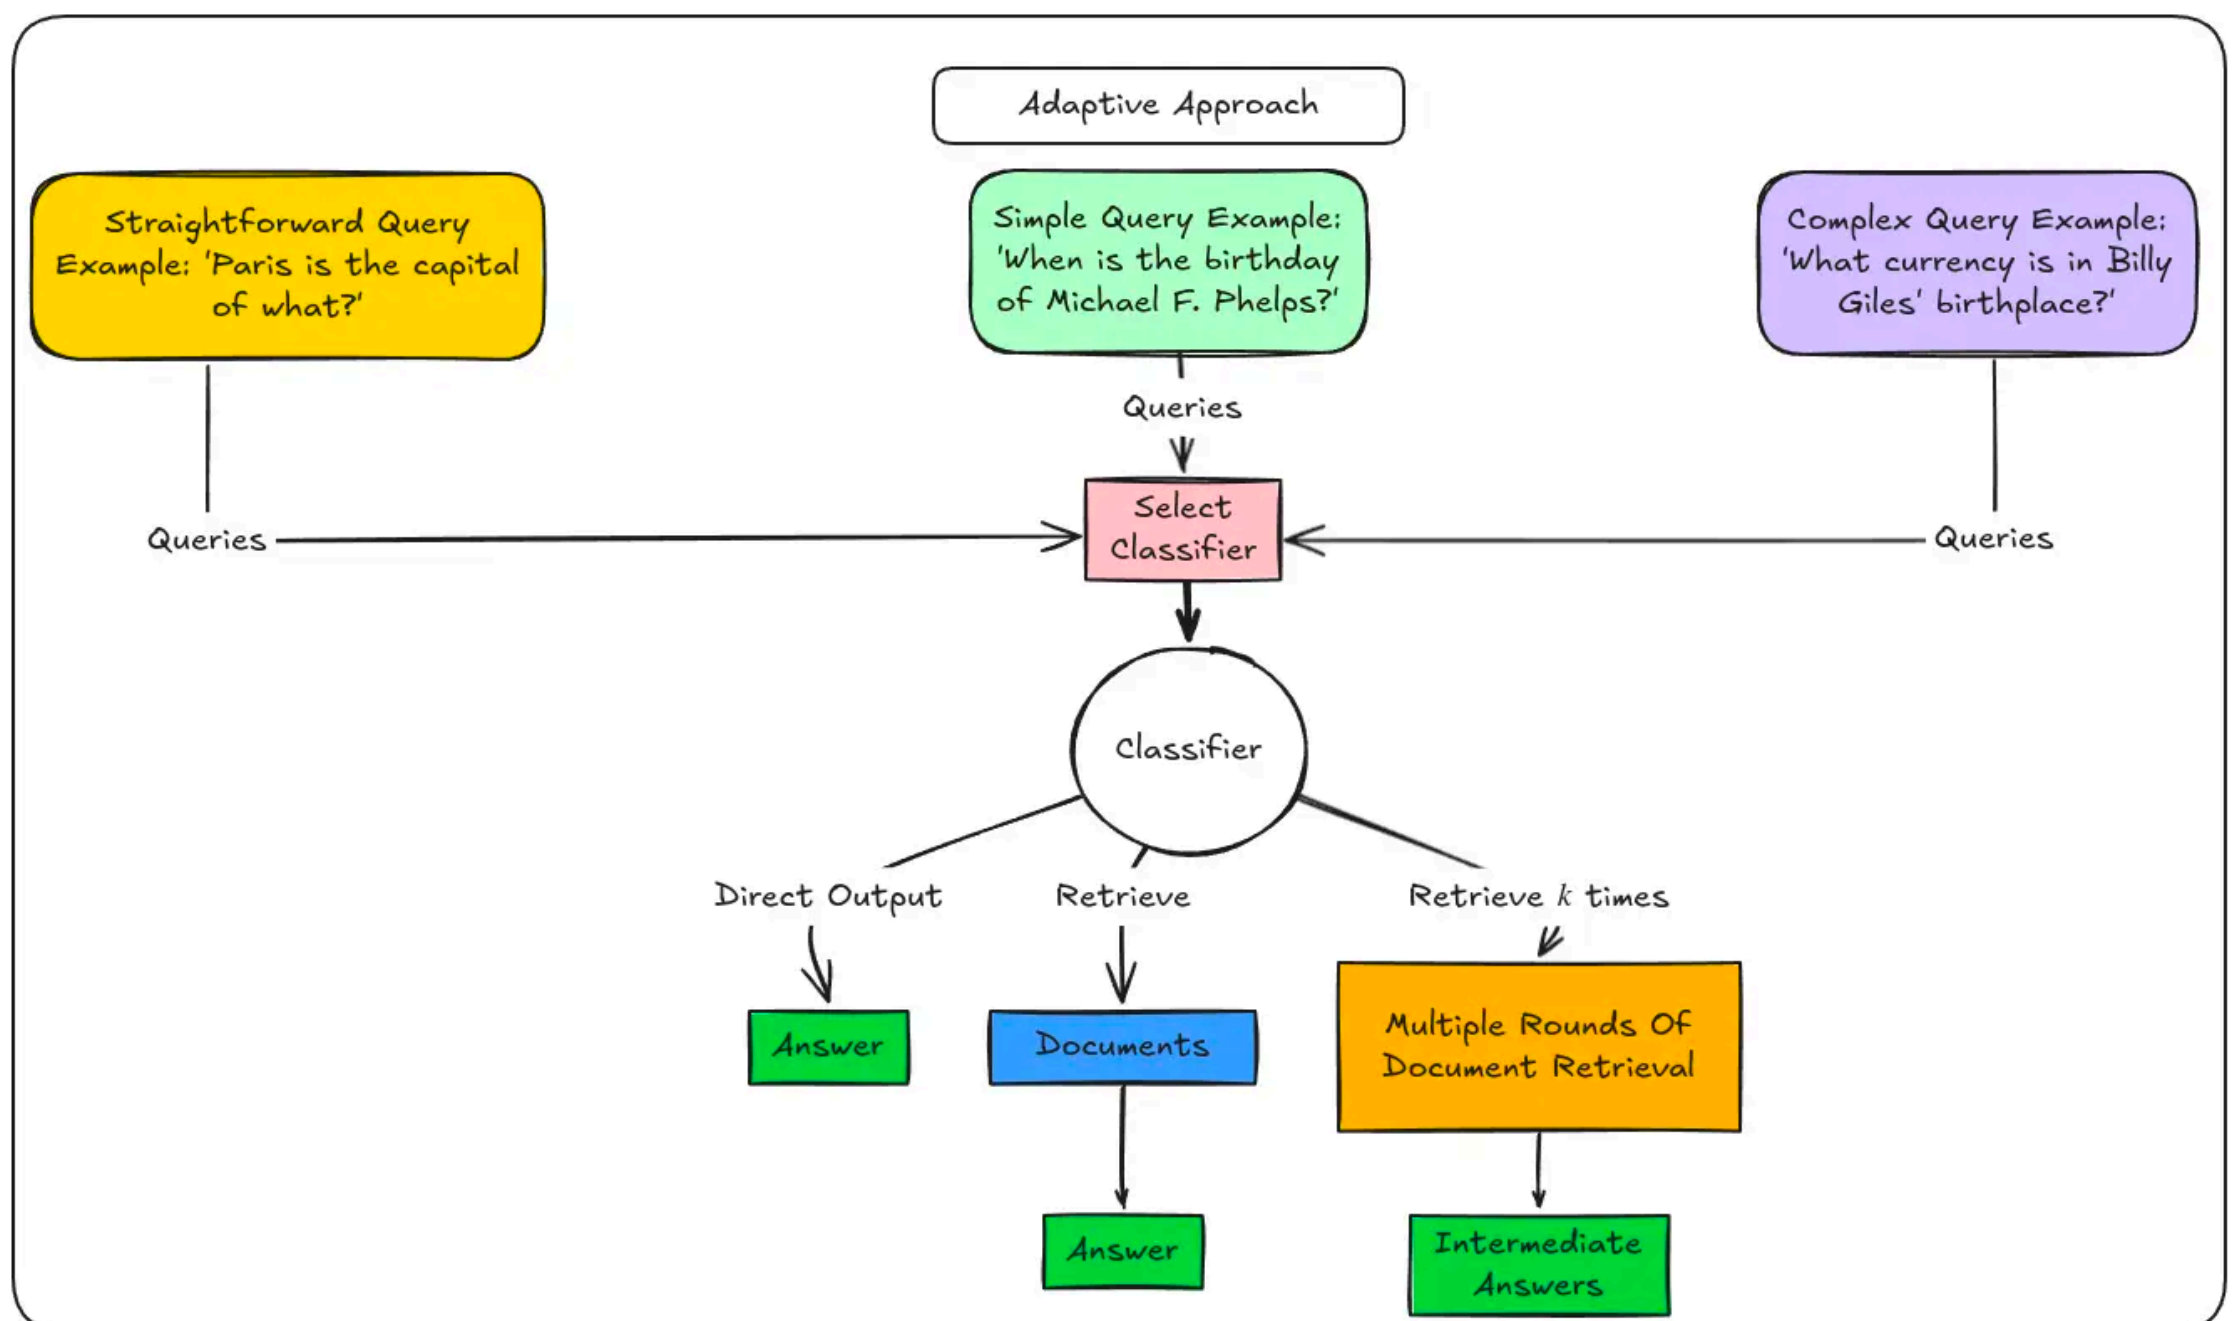 Adaptive Approach
Straightforward Query
Example: 'Paris is the capital
of what?'
Simple Query Example:
'When is the birthday
of Michael F. Phelps?'
Complex Query Example:
'What currency is in Billy
Giles' birthplace?'
Queries
Queries
Queries
Select
Classifier
Classifier
Direct Output
Retrieve
Retrieve k times
Answer
Documents
Multiple Rounds Of
Document Retrieval
Answer
Intermediate
Answers